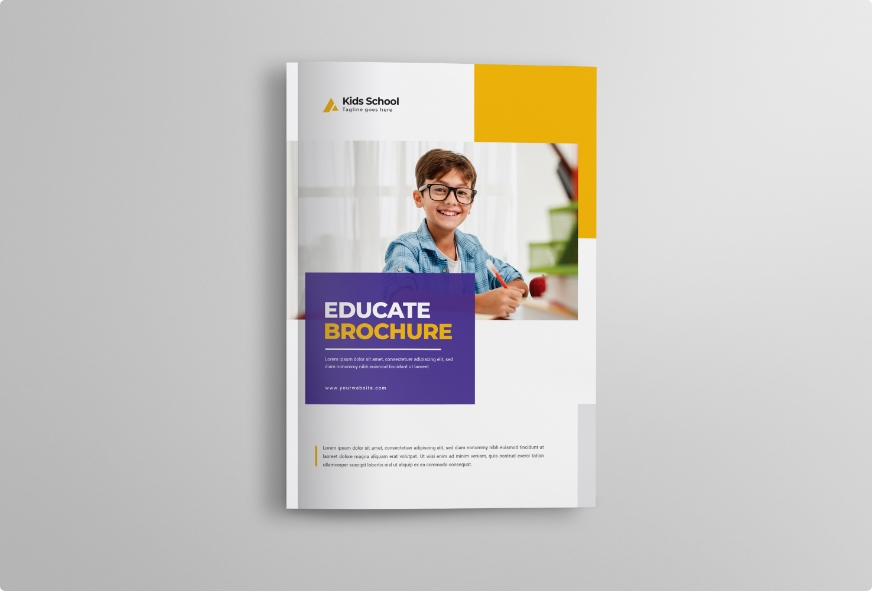 Kids School
Tagline goes here
EDUCATE
BROCHURE
Lorem ipsum dolor sit amet, consectetuer adipiscing elit, sed
diam nonummy nibh euismod tincidunt ut laoreet
www.yourwebsite.com
Lorem ipsum dolor sit amet, consectetuer adipiscing elit, sed diam nonummy nibh euismod tincidunt ut
laoreet dolore magna aliquam erat volutpat. Ut wisi enim ad minim veniam, quis nostrud exerci tation
ullamcorper suscipit lobortis nisl ut aliquip ex ea commodo consequat.